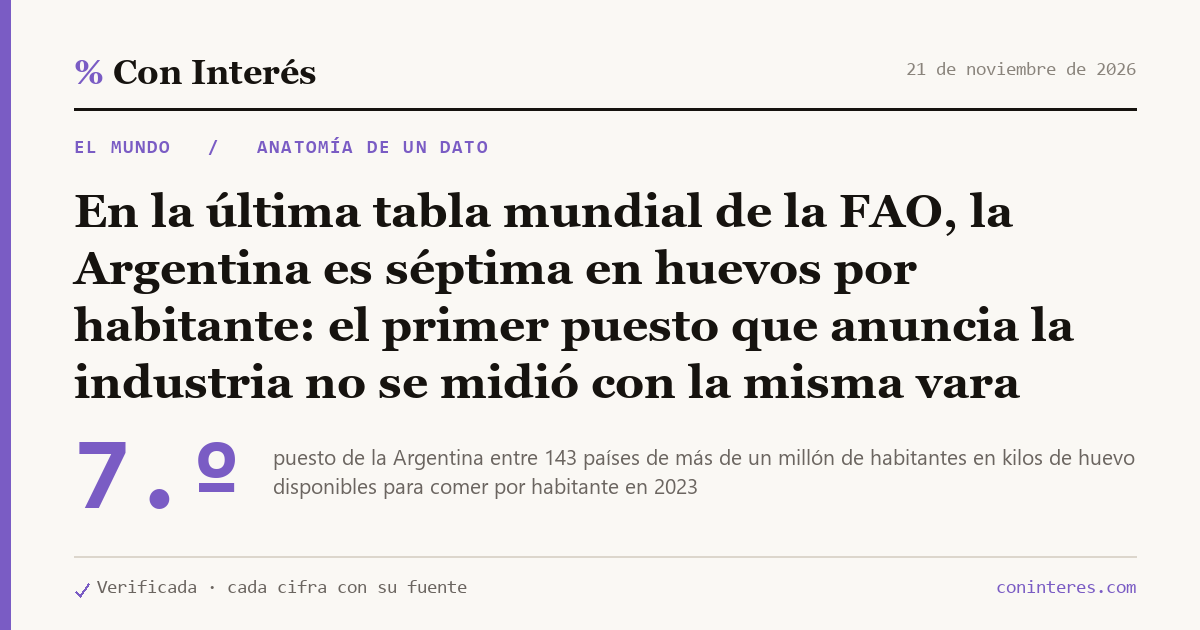 % Con Interés
21 de noviembre de 2026
EL MUNDO / ANATOMÍA DE UN DATO
En la última tabla mundial de la FAO, la
Argentina es séptima en huevos por
habitante: el primer puesto que anuncia la
industria no se midió con la misma vara
7.º
puesto de la Argentina entre 143 países de más de un millón de habitantes en kilos de huevo
disponibles para comer por habitante en 2023
✓ Verificada · cada cifra con su fuente
coninteres.com